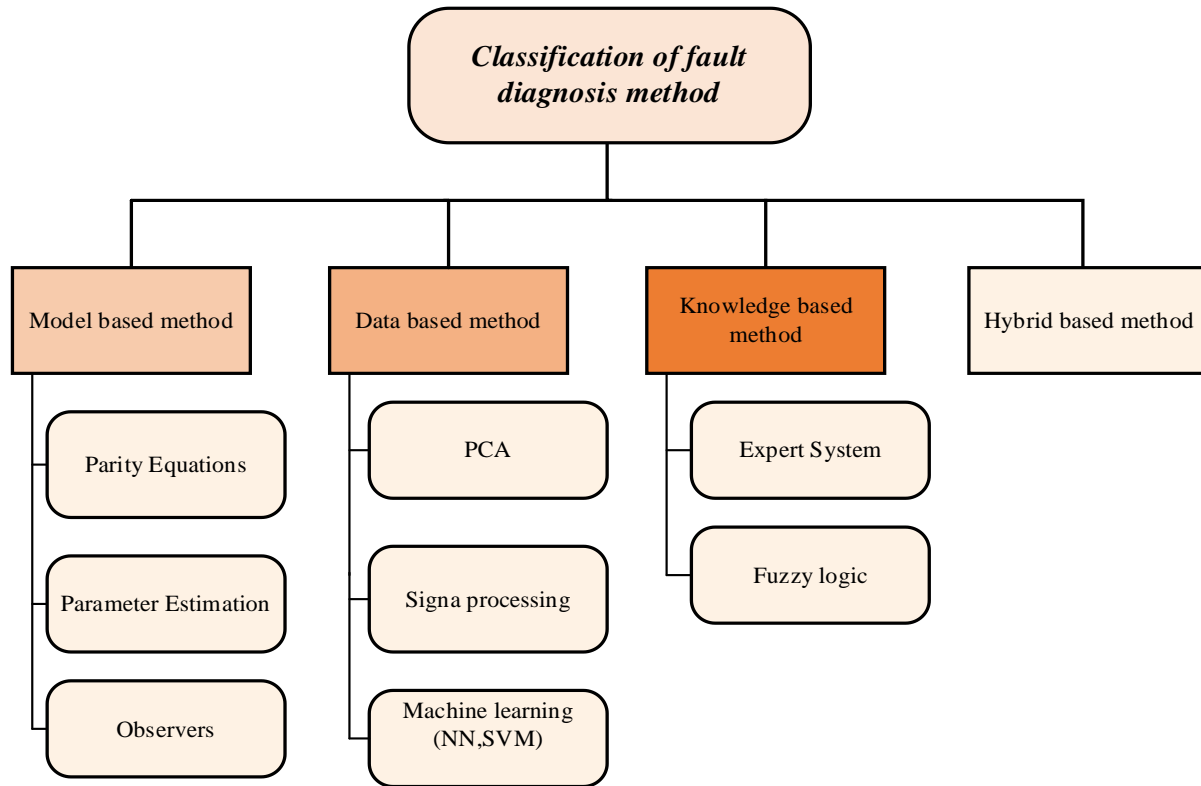 Classification of fault
diagnosis method
Model based method
Data based method
Knowledge based
method
Hybrid based method
Parity Equations
PCA
Expert System
Parameter Estimation
Signa processing
Fuzzy logic
Observers
Machine learning
(NN,SVM)